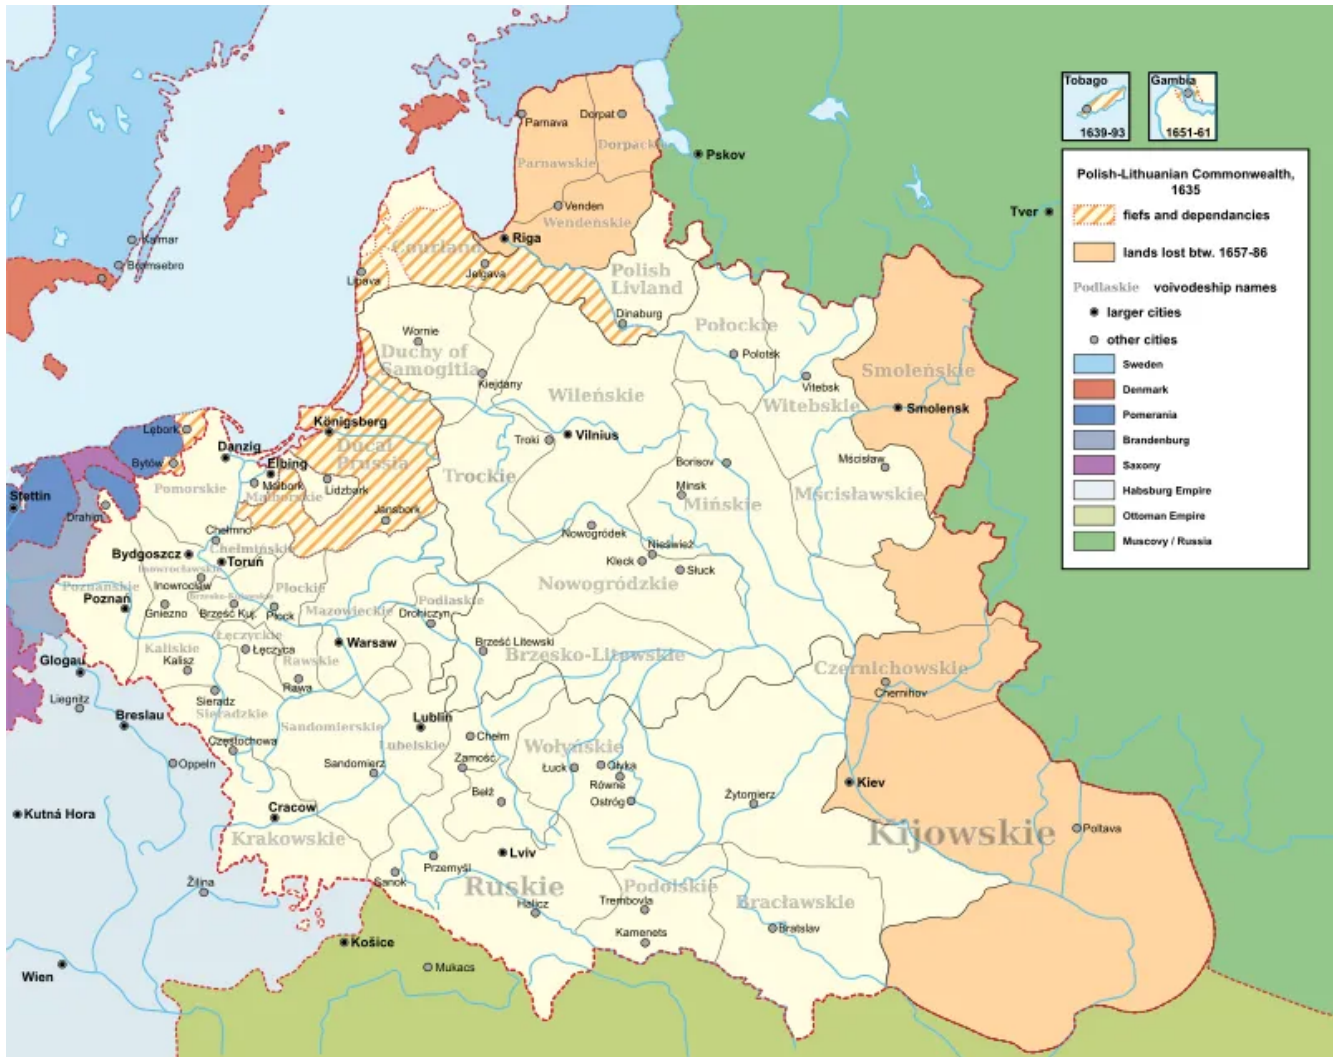 Tobago
1639-93
Gambia
1651-61
Polish-Lithuanian Commonwealth,
1635
fiefs and dependancies
lands lost btw. 1657-86
Podlaskie voivodeship names
larger cities
other cities
Sweden
Denmark
Pomerania
Brandenburg
Saxony
Habsburg Empire
Ottoman Empire
Muscovy / Russia
Parnava
Dorpat
Parnawskie
Pskov
Venden
Wendeńskie
Tver
Kalmar
Bromsebro
Riga
Courland
Jelgava
Lipava
Polish
Livland
Dinaburg
Wornie
Duchy of
Samogitia
Kiejdany
Połockie
Polotsk
Vitebsk
Witebskie
Smoleńskie
Smolensk
Wileńskie
Vilnius
Troki
Trockie
Lębork
Bytów
Danzig
Königsberg
Elbing
Ducal
Prussia
Malbork
Malborskie
Lidzbark
Jansbork
Pomorskie
Stettin
Drahim
Borisov
Minsk
Mińskie
Mścisław
Mścisławskie
Chełmno
Chełmińskie
Bydgoszcz
Toruń
Inowrocławskie
Inowrocław
Nowogródek
Nieśwież
Kleck
Słuck
Nowogródzkie
Poznańskie
Poznań
Gniezno
Brześć Kuj.
Płock
Płockie
Mazowieckie
Podlaskie
Drohiczyn
Łęczyckie
Łęczyca
Kaliskie
Kalisz
Rawskie
Rawa
Warsaw
Brześć Litewski
Brzesko-Litewskie
Czernichowskie
Chernihov
Glogau
Liegnitz
Breslau
Sieradz
Sieradzkie
Sandomierskie
Lublin
Lubelskie
Chełm
Częstochowa
Oppeln
Sandomierz
Zamość
Bełż
Wołyńskie
Łuck
Ołyka
Równe
Ostróg
Żytomierz
Kiev
Kijowskie
Poltava
Kutná Hora
Cracow
Krakowskie
Lviv
Przemyśl
Sanok
Ruskie
Halicz
Podolskie
Trembovla
Kamenets
Bracławskie
Bratslav
Žilina
Košice
Mukacs
Wien